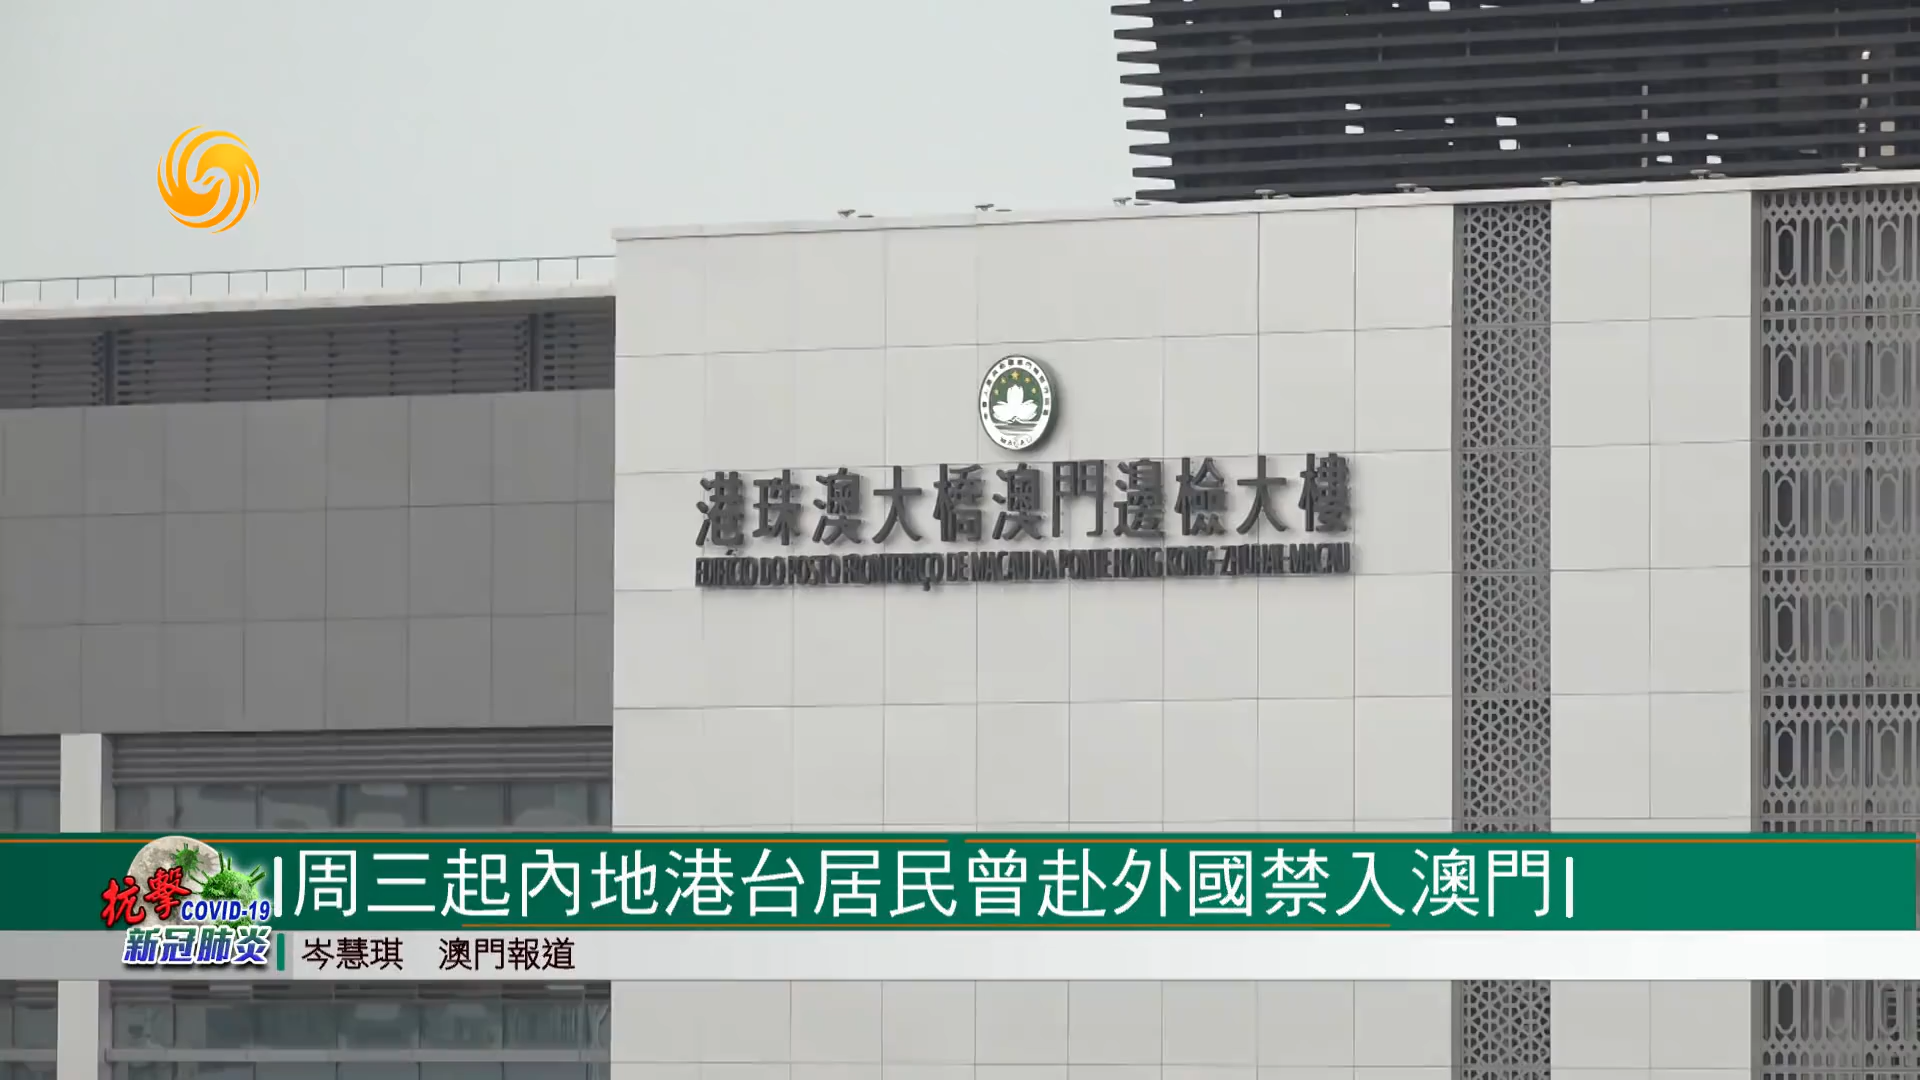 MACAU
港珠澳大橋澳門邊檢大樓
EDIFÍCIO DO POSTO FRONTEIRIÇO DE MACAU DA PONTE HONG KONG-ZHUHAI-MACAU
抗擊
COVID-19
新冠肺炎
周三起內地港台居民曾赴外國禁入澳門
岑慧琪 澳門報道